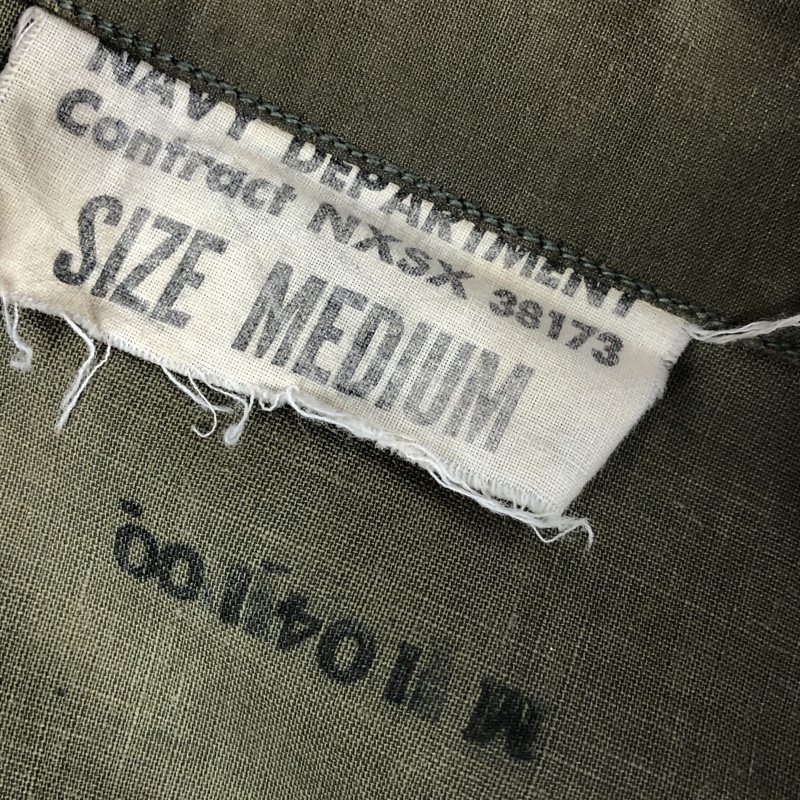 NAVY DEPARTMENT
Contract NXSX 38173
SIZE MEDIUM